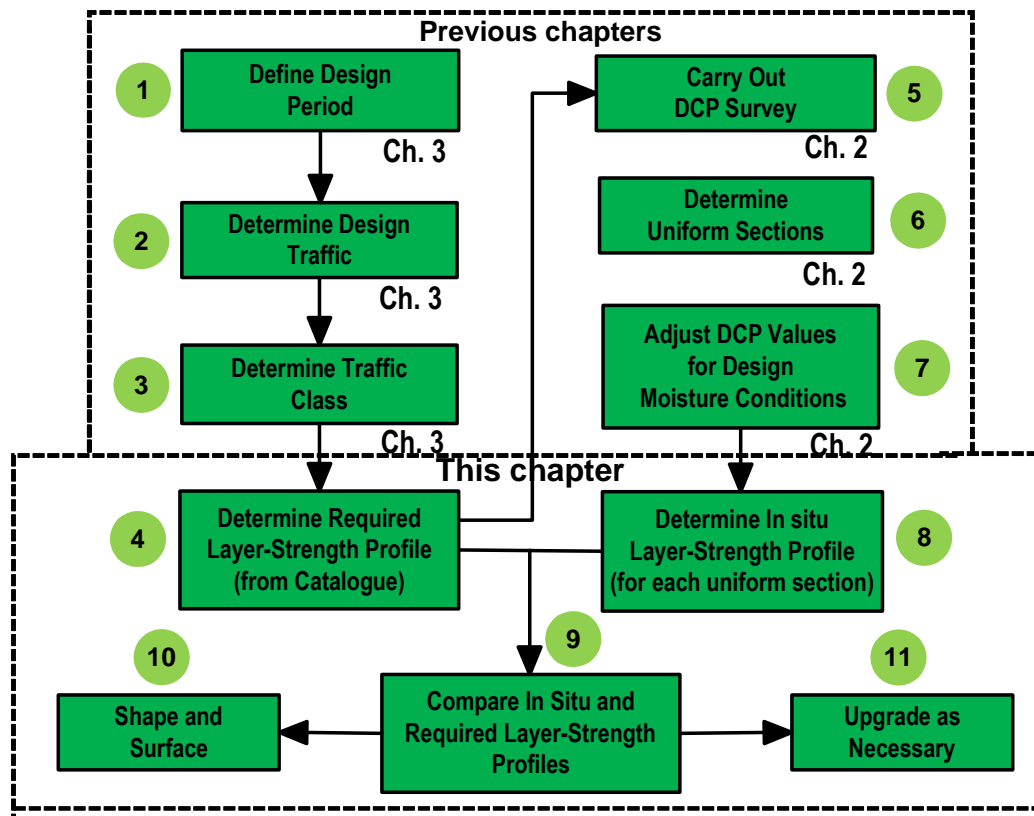 Previous chapters
1
Define Design
Period
Ch. 3
2
Determine Design
Traffic
Ch. 3
3
Determine Traffic
Class
Ch. 3
Carry Out
DCP Survey
5
Ch. 2
Determine
Uniform Sections
6
Ch. 2
Adjust DCP Values
for Design
Moisture Conditions
7
Ch. 2
This chapter
4
Determine Required
Layer-Strength Profile
(from Catalogue)
Determine In situ
Layer-Strength Profile
(for each uniform section)
8
9
Compare In Situ and
Required Layer-Strength
Profiles
10
Shape and
Surface
11
Upgrade as
Necessary